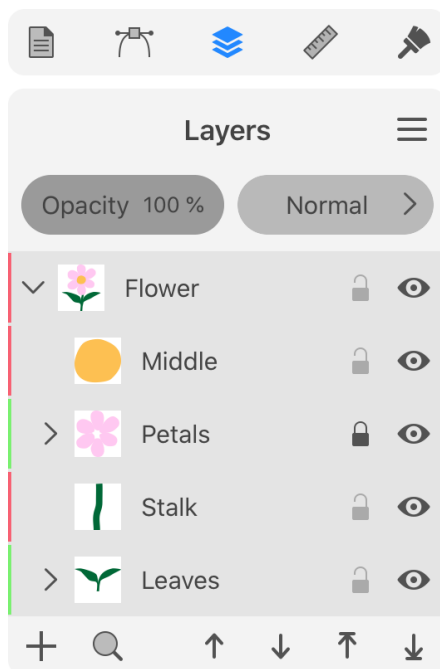 Layers
Opacity 100 % Normal
Flower
Middle
Petals
Stalk
Leaves